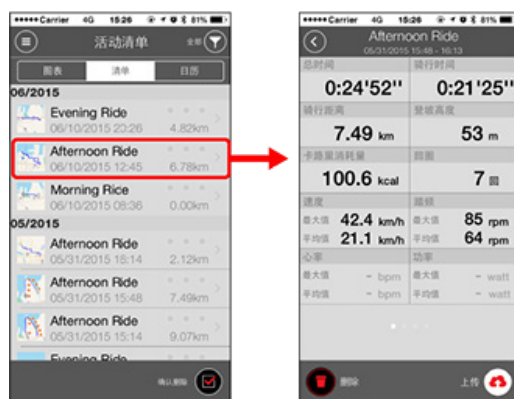 Carrier 4G 15:26 81%
活动清单
全部
图表 清单 日历
06/2015
Evening Ride
06/10/2015 20:26 4.82km
Afternoon Ride
06/10/2015 12:45 6.78km
Morning Rice
06/10/2015 08:36 0.00km
05/2015
Afternoon Ride
05/31/2015 16:14 2.12km
Afternoon Ride
05/31/2015 15:48 7.49km
Afternoon Ride
05/31/2015 15:14 9.07km
Evening Ride
确认删除
Carrier 4G 15:26 81%
Afternoon Ride
05/31/2015 15:48 - 16:13
总时间 骑行时间
0:24'52'' 0:21'25''
骑行距离 登坡高度
7.49 km 53 m
卡路里消耗量 回圈
100.6 kcal 7 回
速度 踏频
最大值 42.4 km/h 最大值 85 rpm
平均值 21.1 km/h 平均值 64 rpm
心率 功率
最大值 - bpm 最大值 - watt
平均值 - bpm 平均值 - watt
删除 上传